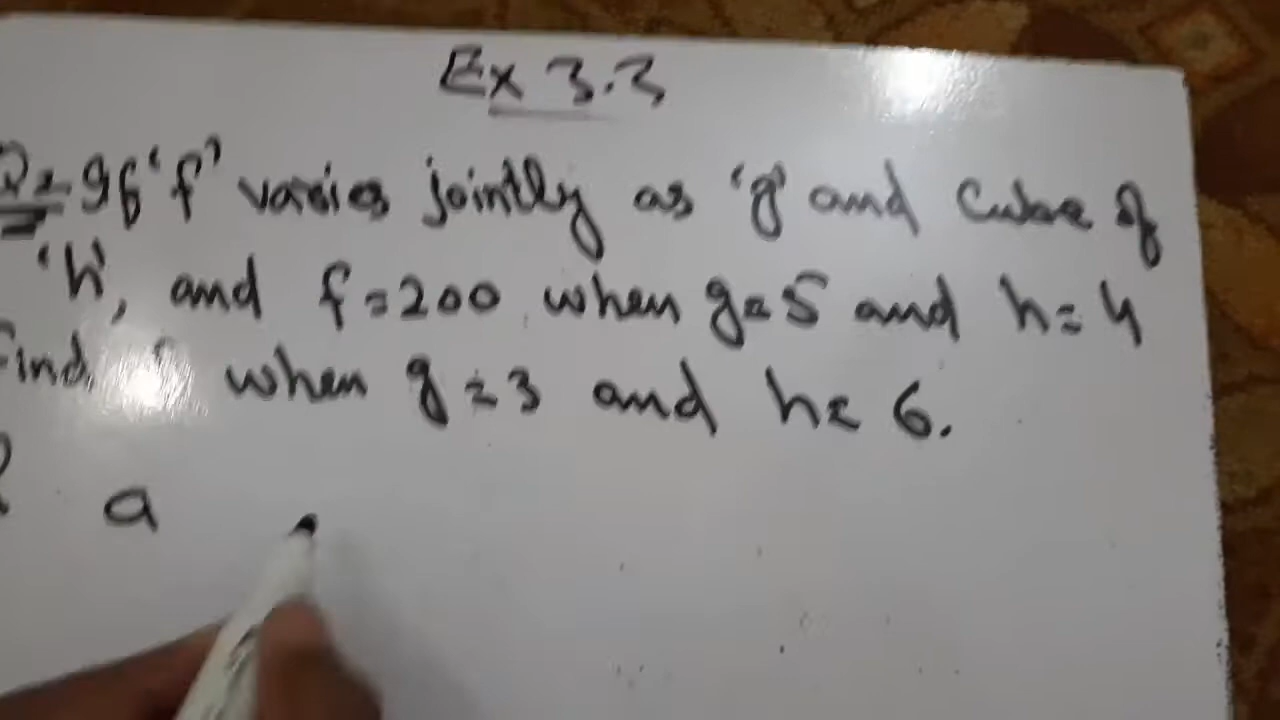 Ex 3.3
Q2= If 'f' varies jointly as 'g' and Cube of
'h', and f=200 when g=5 and h=4
Find when g=3 and h= 6.
a